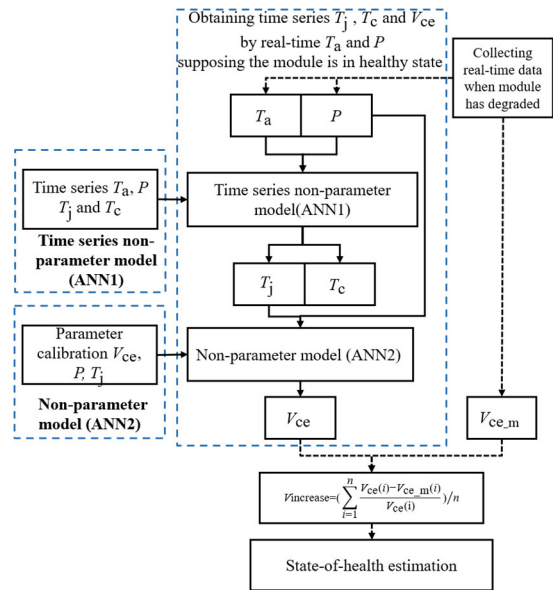 Obtaining time series Tj , Tc and Vce
by real-time Ta and P
supposing the module is in healthy state
Collecting
real-time data
when module
has degraded
Ta
P
Time series Ta, P
Tj and Tc
Time series non-
parameter model
(ANN1)
Time series non-parameter
model(ANN1)
Tj
Tc
Parameter
calibration Vce,
P, Tj
Non-parameter
model (ANN2)
Non-parameter model (ANN2)
Vce
Vce_m
Vincrease=(∑_{i=1}^{n} (Vce(i)−Vce_m(i))/Vce(i))/n
State-of-health estimation